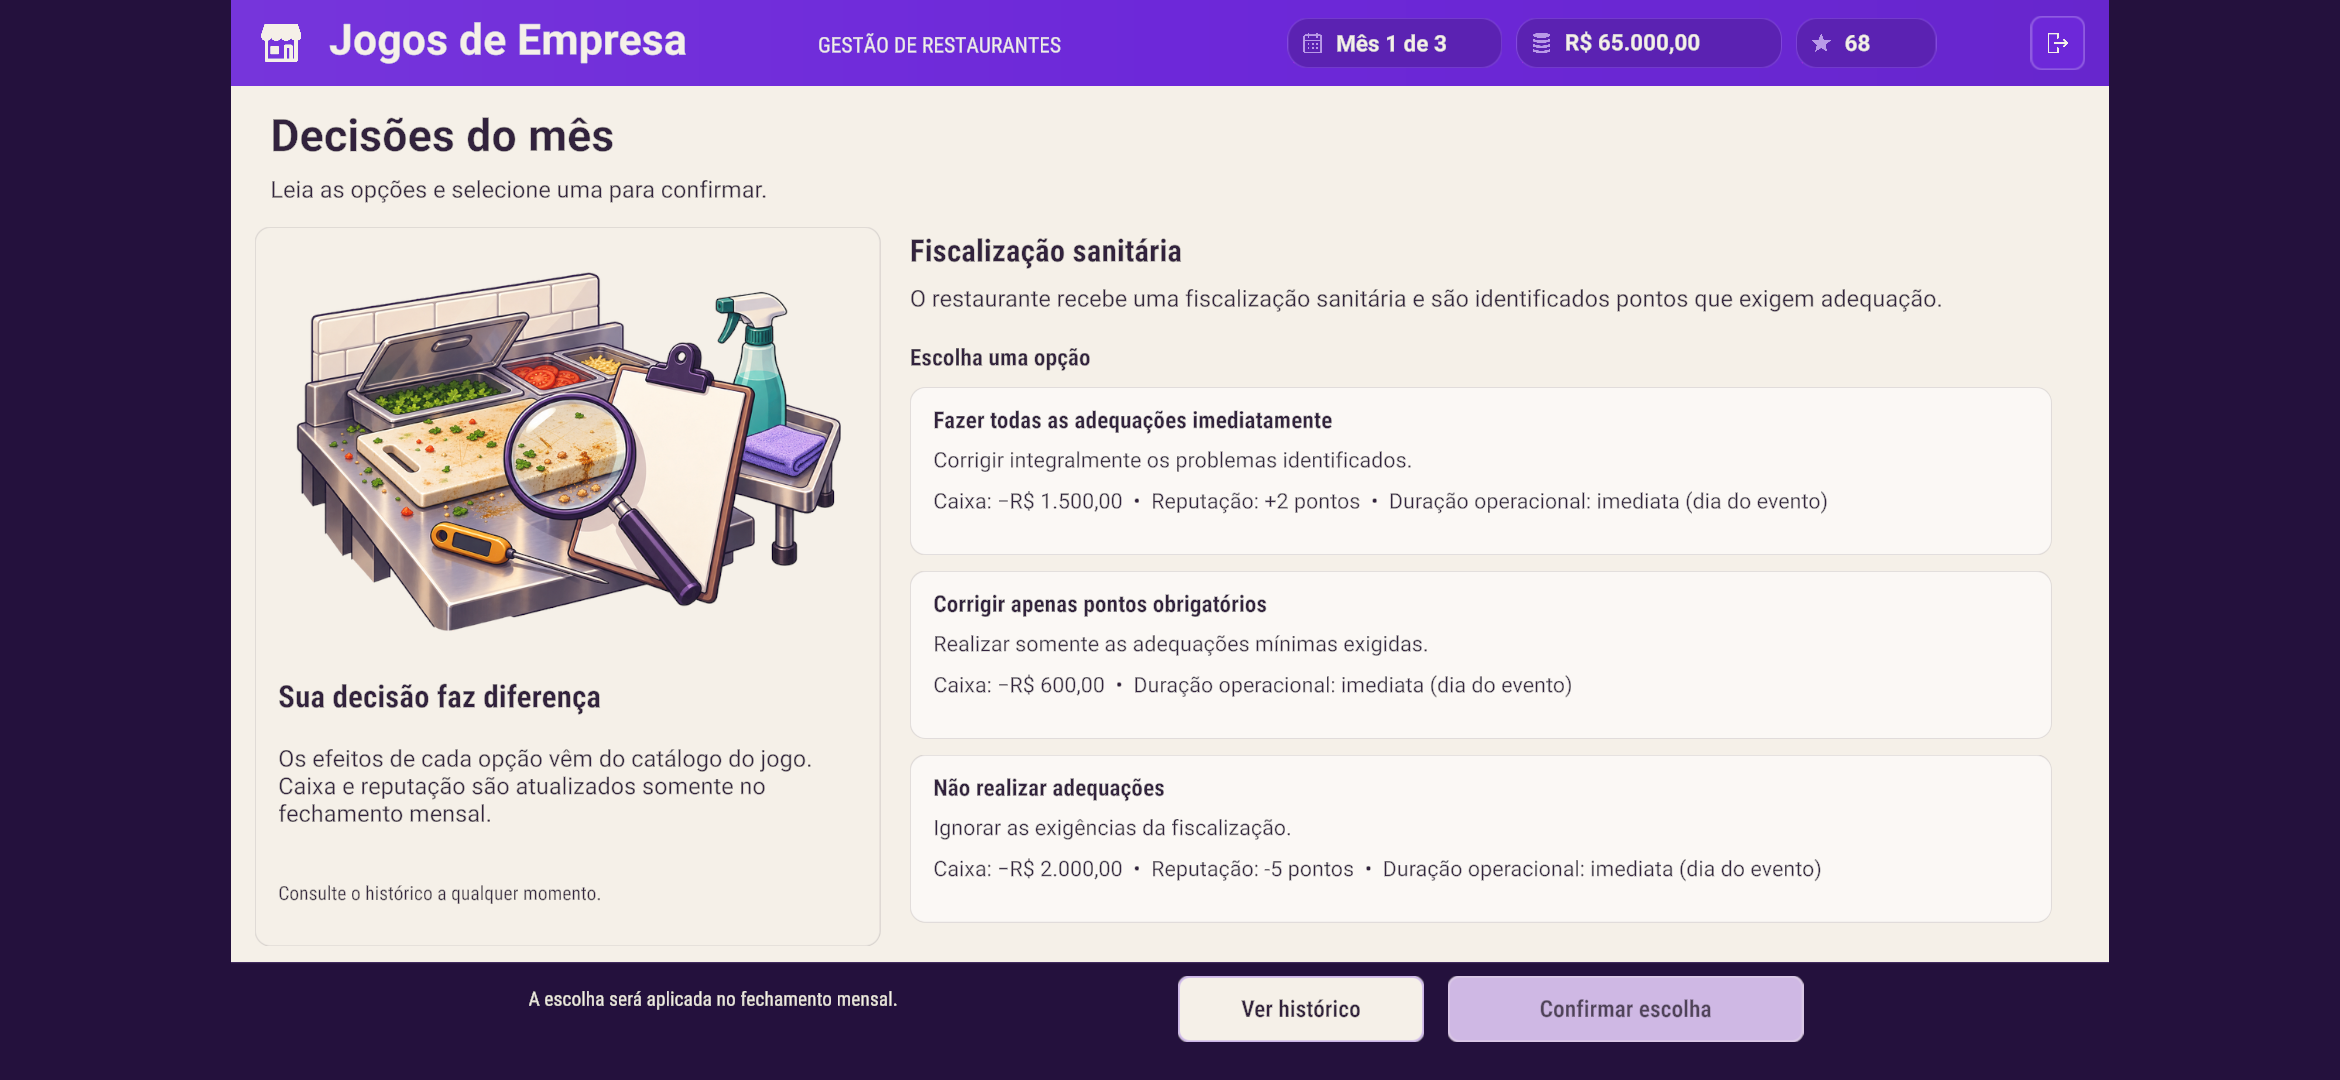 Jogos de Empresa
GESTÃO DE RESTAURANTES
Mês 1 de 3
R$ 65.000,00
68
Decisões do mês
Leia as opções e selecione uma para confirmar.
Sua decisão faz diferença
Os efeitos de cada opção vêm do catálogo do jogo.
Caixa e reputação são atualizados somente no
fechamento mensal.
Consulte o histórico a qualquer momento.
Fiscalização sanitária
O restaurante recebe uma fiscalização sanitária e são identificados pontos que exigem adequação.
Escolha uma opção
Fazer todas as adequações imediatamente
Corrigir integralmente os problemas identificados.
Caixa: −R$ 1.500,00 • Reputação: +2 pontos • Duração operacional: imediata (dia do evento)
Corrigir apenas pontos obrigatórios
Realizar somente as adequações mínimas exigidas.
Caixa: −R$ 600,00 • Duração operacional: imediata (dia do evento)
Não realizar adequações
Ignorar as exigências da fiscalização.
Caixa: −R$ 2.000,00 • Reputação: -5 pontos • Duração operacional: imediata (dia do evento)
A escolha será aplicada no fechamento mensal.
Ver histórico
Confirmar escolha